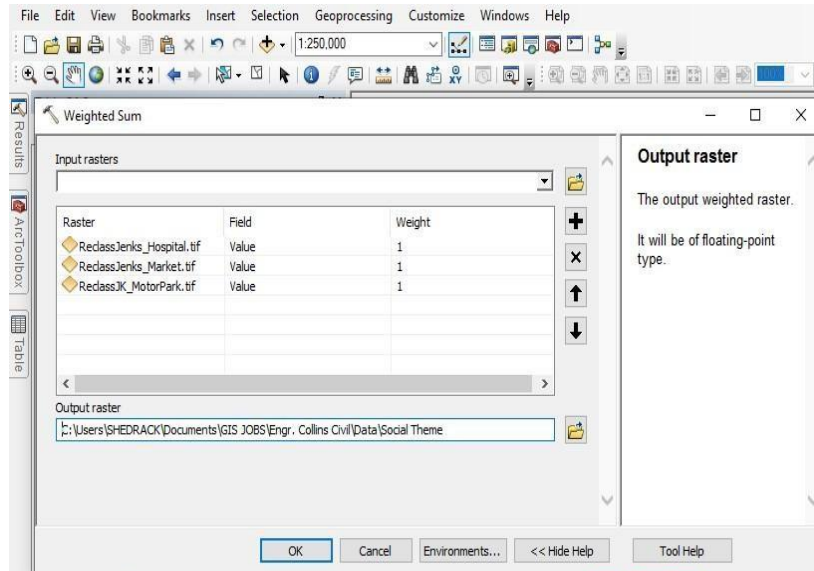 File Edit View Bookmarks Insert Selection Geoprocessing Customize Windows Help
1:250,000
Results
ArcToolbox
Table
Weighted Sum
Input rasters
Raster Field Weight
ReclassJenks_Hospital.tif Value 1
ReclassJenks_Market.tif Value 1
ReclassJK_MotorPark.tif Value 1
Output raster
C:\Users\SHEDRACK\Documents\GIS JOBS\Engr. Collins Civil\Data\Social Theme
OK Cancel Environments... << Hide Help Tool Help
Output raster
The output weighted raster.
It will be of floating-point
type.